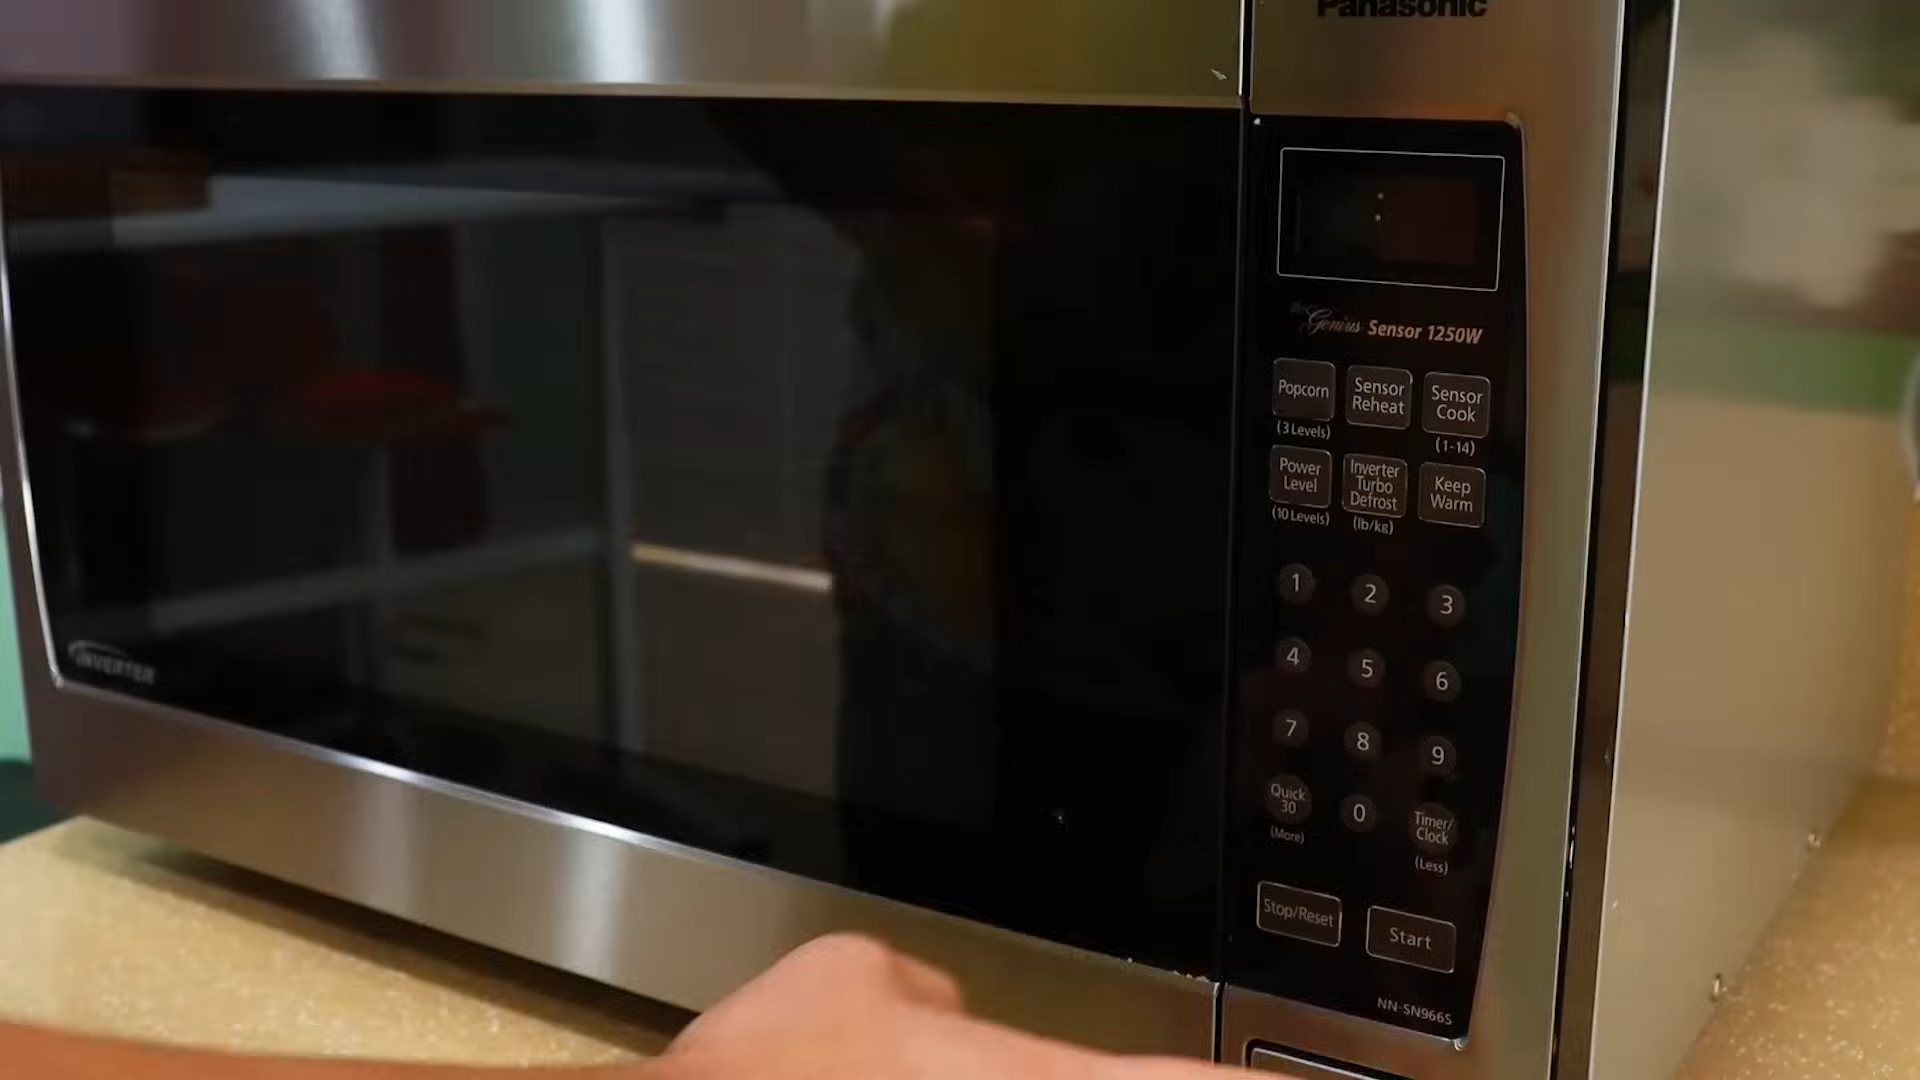 Panasonic
:
the Genius Sensor 1250W
Popcorn
Sensor
Reheat
Sensor
Cook
(3 Levels)
(1-14)
Power
Level
Inverter
Turbo
Defrost
Keep
Warm
(10 Levels)
(lb/kg)
1 2 3
4 5 6
7 8 9
Quick
30
0
Timer/
Clock
(More)
(Less)
Stop/Reset
Start
NN-SN966S
INVERTER